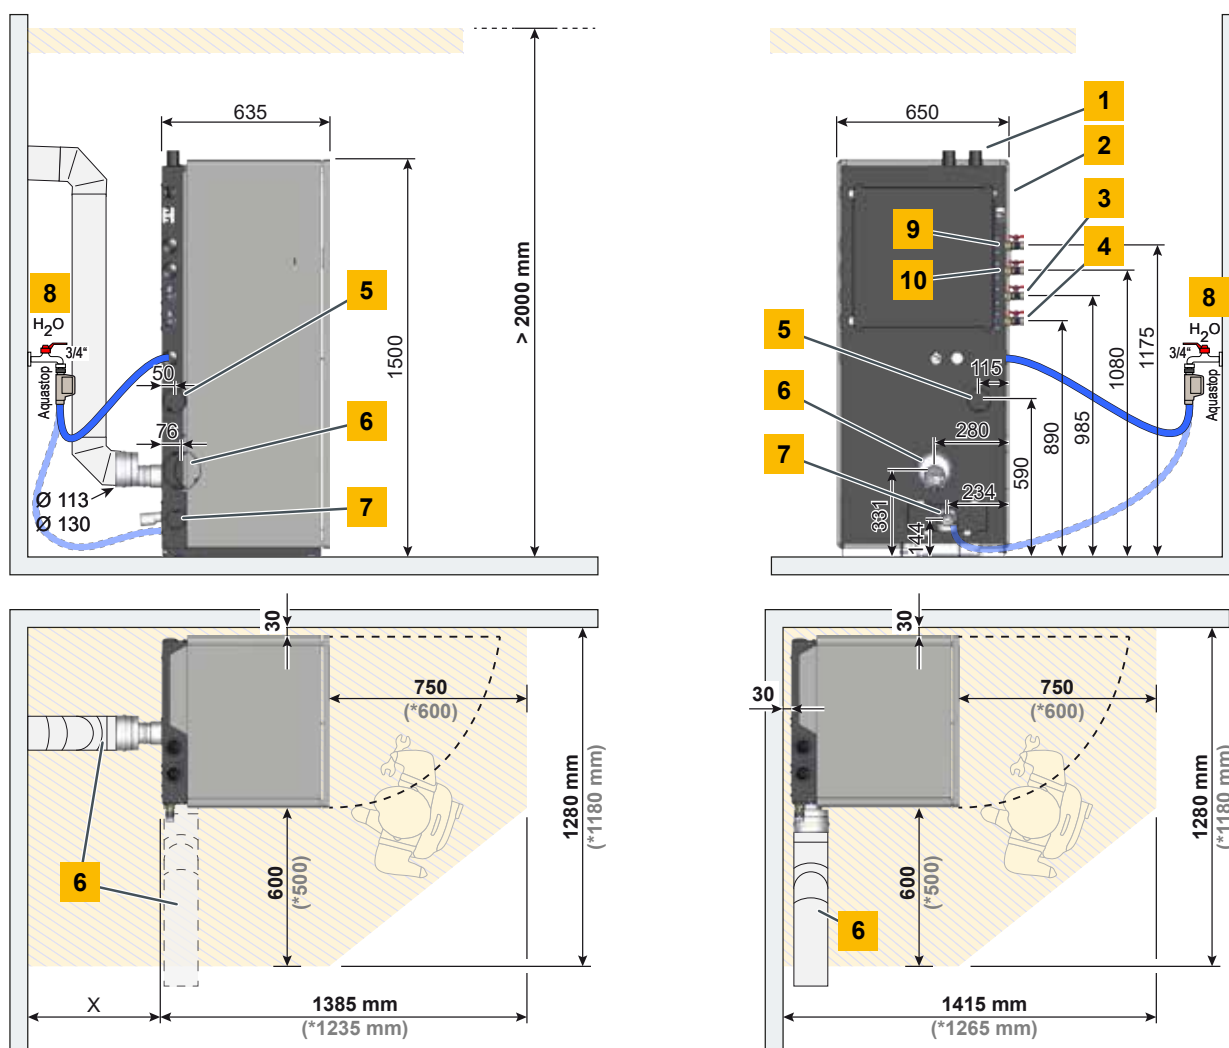 635
> 2000 mm
1500
8
H2O
3/4“
Aquastop
50
5
76
6
Ø 113
Ø 130
7
650
1
2
3
4
9
10
5
6
7
8
H2O
3/4“
Aquastop
115
280
234
331
144
590
890
985
1080
1175
30
750
(*600)
600
(*500)
1280 mm
(*1180 mm)
6
X
1385 mm
(*1235 mm)
30
30
750
(*600)
600
(*500)
1280 mm
(*1180 mm)
6
1415 mm
(*1265 mm)